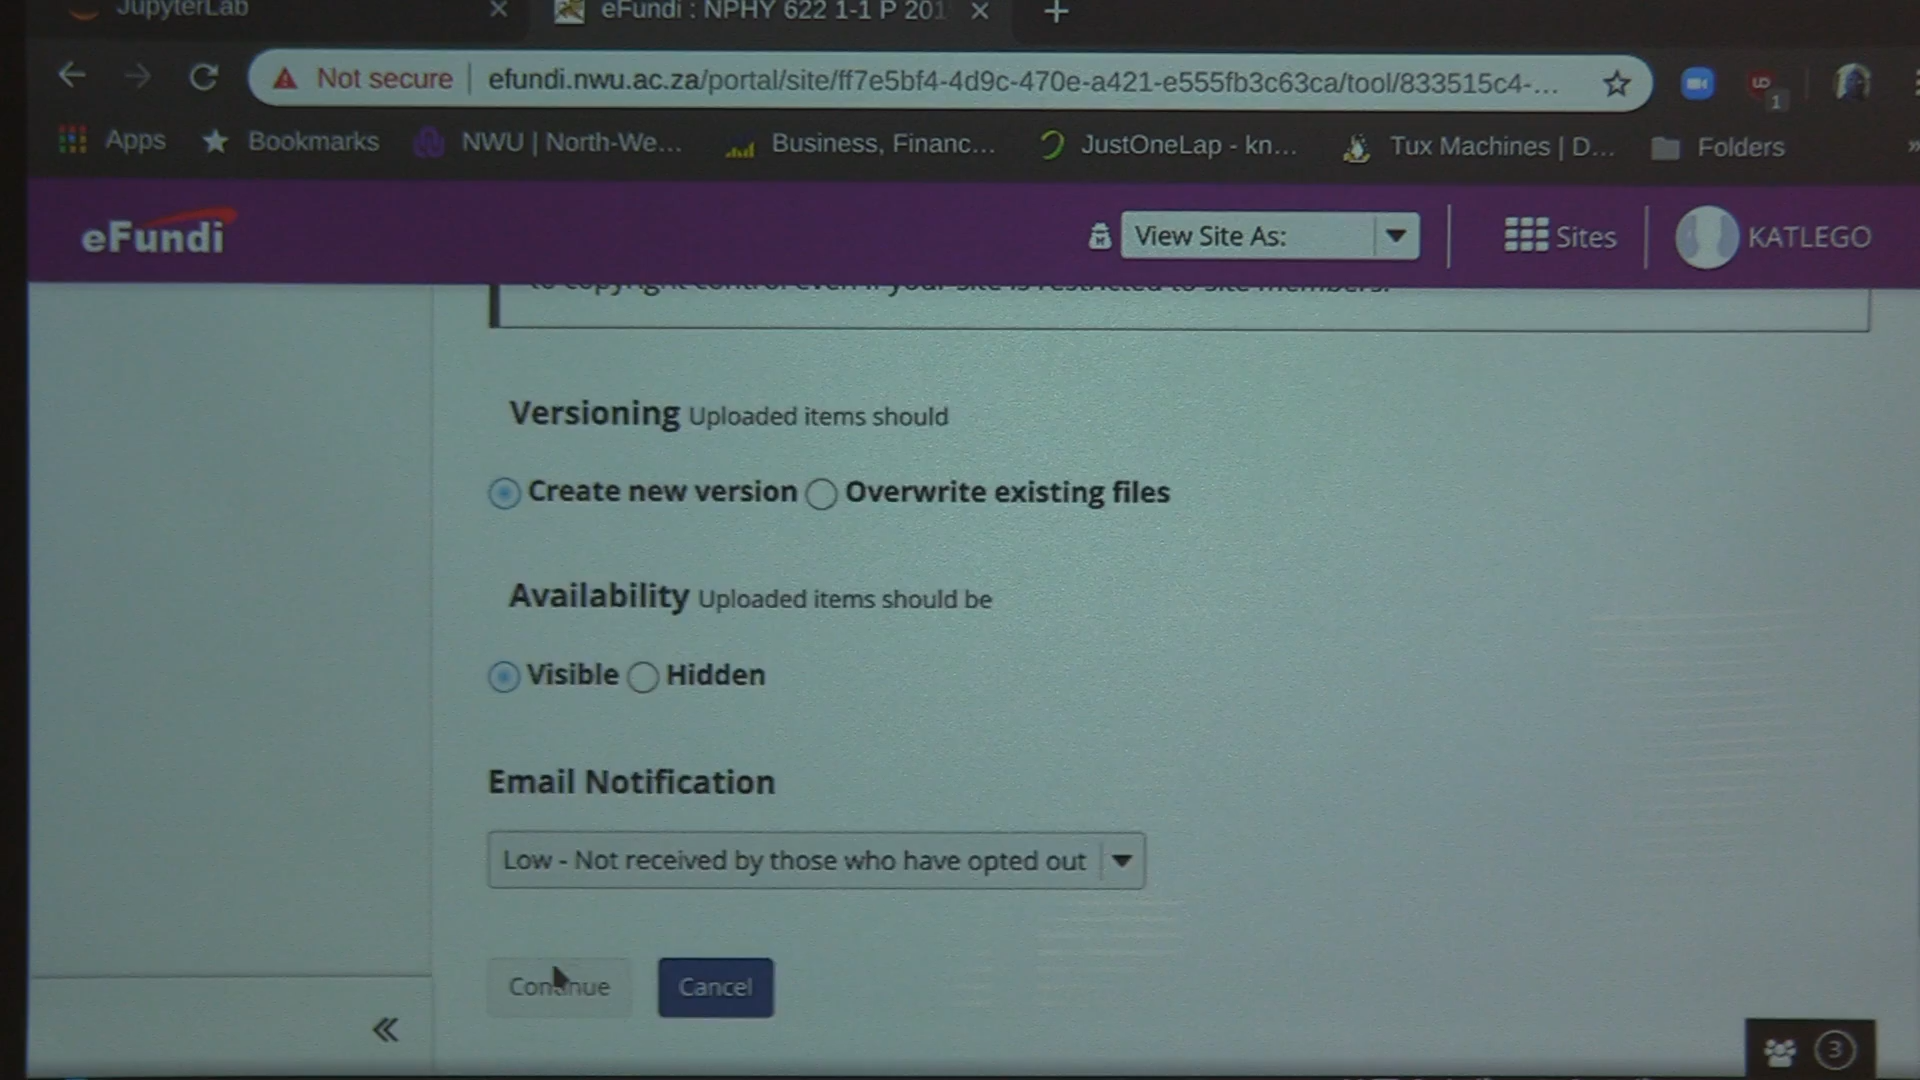 JupyterLab
eFundi : NPHY 622 1-1 P 201
Not secure
efundi.nwu.ac.za/portal/site/ff7e5bf4-4d9c-470e-a421-e555fb3c63ca/tool/833515c4-...
1
Apps
Bookmarks
NWU | North-We...
Business, Financ...
JustOneLap - kn...
Tux Machines | D...
Folders
eFundi
View Site As:
Sites
KATLEGO
to copyright control even if your site is restricted to site members.
Versioning Uploaded items should
Create new version Overwrite existing files
Availability Uploaded items should be
Visible Hidden
Email Notification
Low - Not received by those who have opted out
Continue Cancel
3